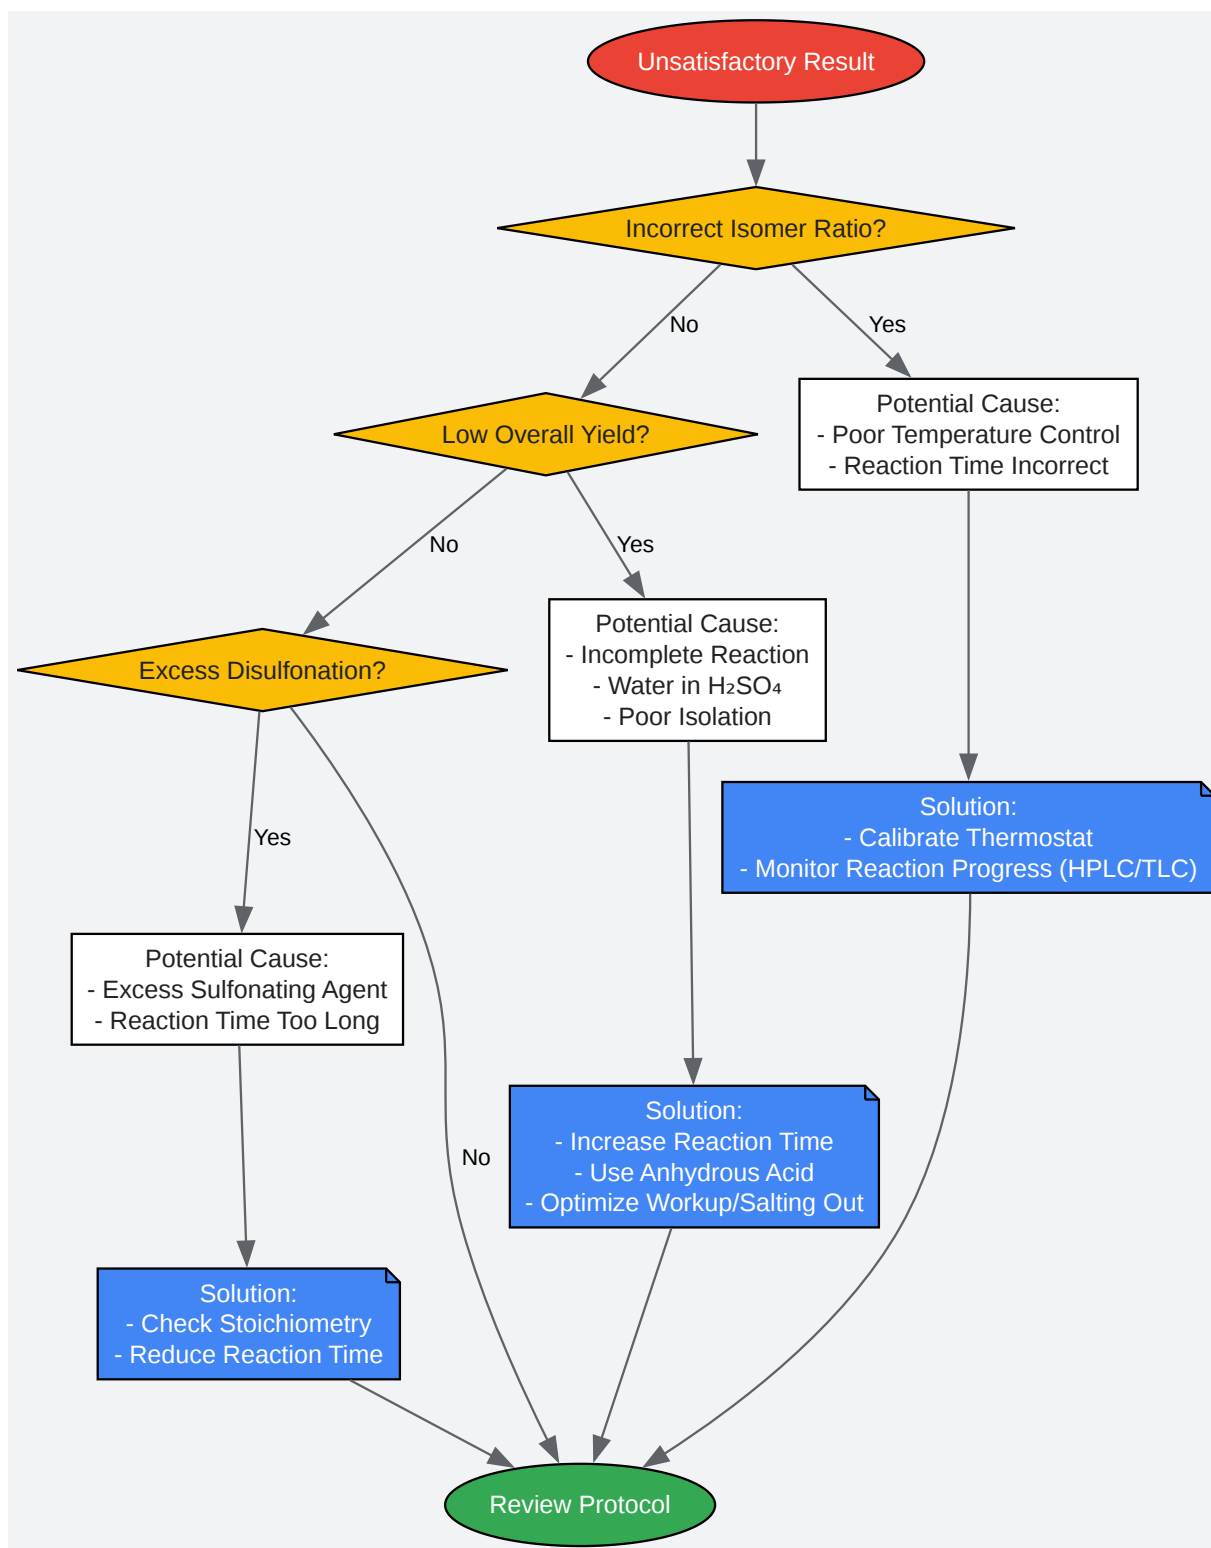 Unsatisfactory Result
Incorrect Isomer Ratio?
No
Yes
Potential Cause:
- Poor Temperature Control
- Reaction Time Incorrect
Low Overall Yield?
No
Yes
Potential Cause:
- Incomplete Reaction
- Water in H₂SO₄
- Poor Isolation
Excess Disulfonation?
Solution:
- Calibrate Thermostat
- Monitor Reaction Progress (HPLC/TLC)
Yes
Potential Cause:
- Excess Sulfonating Agent
- Reaction Time Too Long
No
Solution:
- Increase Reaction Time
- Use Anhydrous Acid
- Optimize Workup/Salting Out
Solution:
- Check Stoichiometry
- Reduce Reaction Time
Review Protocol